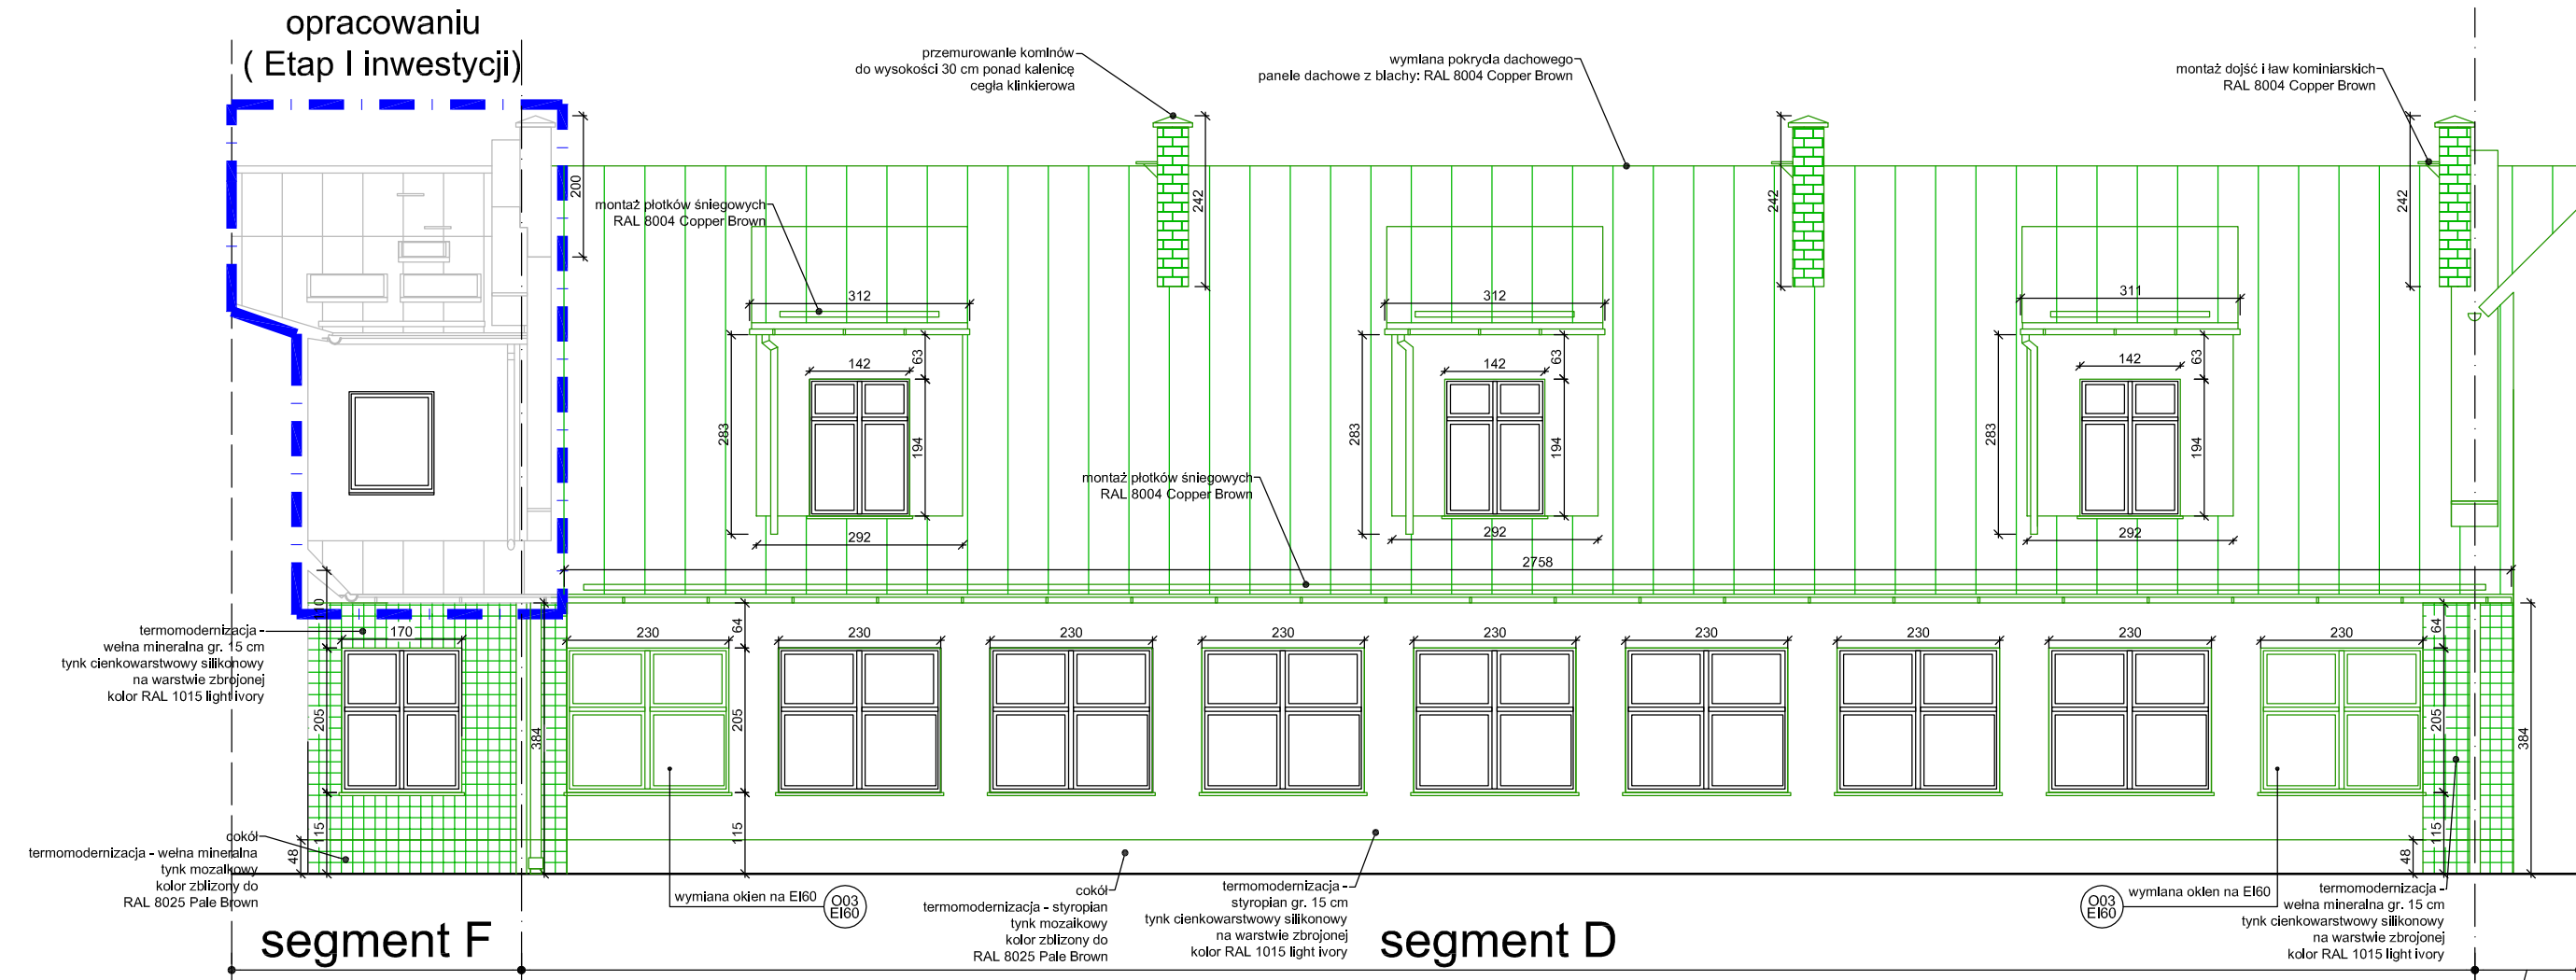 opracowaniu
( Etap I inwestycji)
przemurowanie kominów
do wysokości 30 cm ponad kalenicę
cegła klinkierowa
wymiana pokrycia dachowego
panele dachowe z blachy: RAL 8004 Copper Brown
montaż dojść i ław kominiarskich
RAL 8004 Copper Brown
200
242
242
242
montaż płotków śniegowych
RAL 8004 Copper Brown
312
312
311
63
63
63
142
142
142
283
283
283
194
194
194
montaż płotków śniegowych
RAL 8004 Copper Brown
292
292
292
2758
110
64
64
170
230
230
230
230
230
230
230
230
230
termomodernizacja -
wełna mineralna gr. 15 cm
tynk cienkowarstwowy silikonowy
na warstwie zbrojonej
kolor RAL 1015 light ivory
205
384
205
205
384
115
115
115
48
48
cokół
termomodernizacja - wełna mineralna
tynk mozaikowy
kolor zblizony do
RAL 8025 Pale Brown
wymiana okien na EI60
O03
EI60
cokół
termomodernizacja - styropian
tynk mozaikowy
kolor zblizony do
RAL 8025 Pale Brown
termomodernizacja -
styropian gr. 15 cm
tynk cienkowarstwowy silikonowy
na warstwie zbrojonej
kolor RAL 1015 light ivory
O03
EI60
wymiana okien na EI60
termomodernizacja -
wełna mineralna gr. 15 cm
tynk cienkowarstwowy silikonowy
na warstwie zbrojonej
kolor RAL 1015 light ivory
segment F
segment D